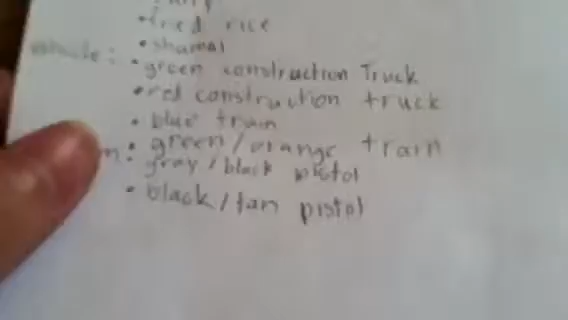 • fried rice
• shumai
vehicle: • green construction Truck
• red construction truck
• blue train
• green/orange train
• gray/black pistol
• black/tan pistol